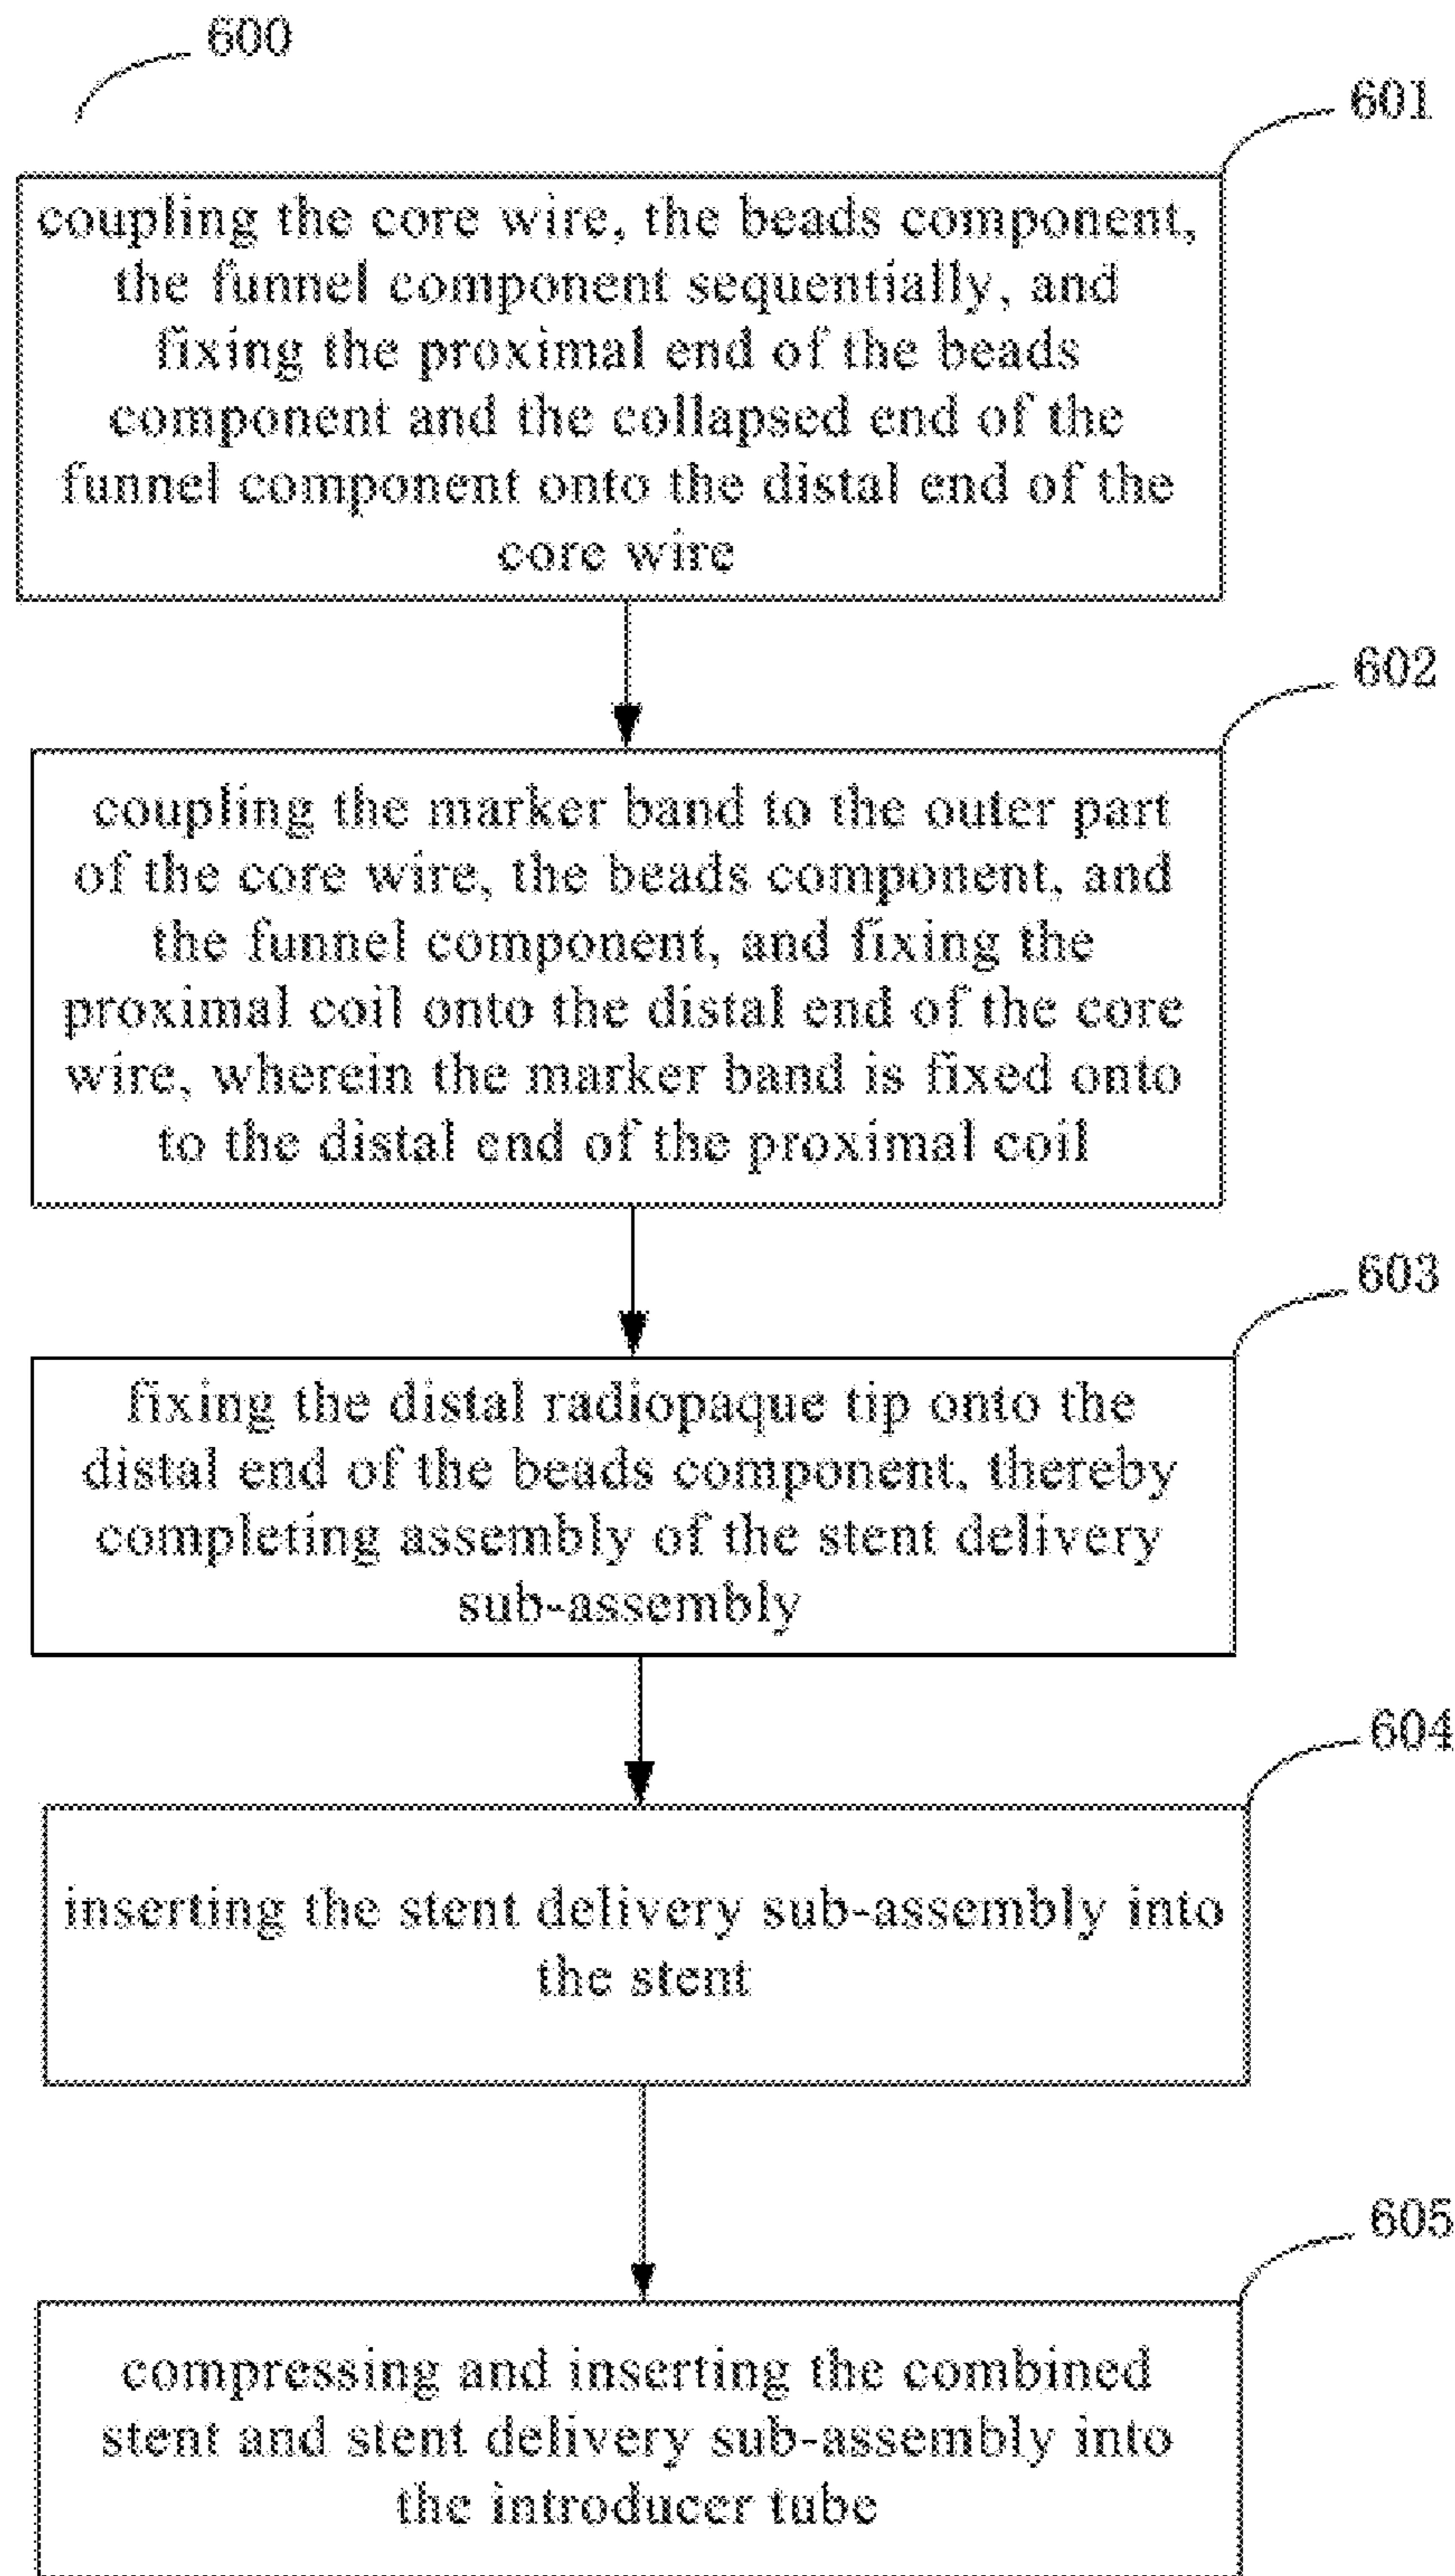 600
601
coupling the core wire, the beads component,
the funnel component sequentially, and
fixing the proximal end of the beads
component and the collapsed end of the
funnel component onto the distal end of the
core wire
602
coupling the marker band to the outer part
of the core wire, the beads component, and
the funnel component, and fixing the
proximal coil onto the distal end of the core
wire, wherein the marker band is fixed onto
to the distal end of the proximal coil
603
fixing the distal radiopaque tip onto the
distal end of the beads component, thereby
completing assembly of the stent delivery
sub-assembly
604
inserting the stent delivery sub-assembly into
the stent
605
compressing and inserting the combined
stent and stent delivery sub-assembly into
the introducer tube